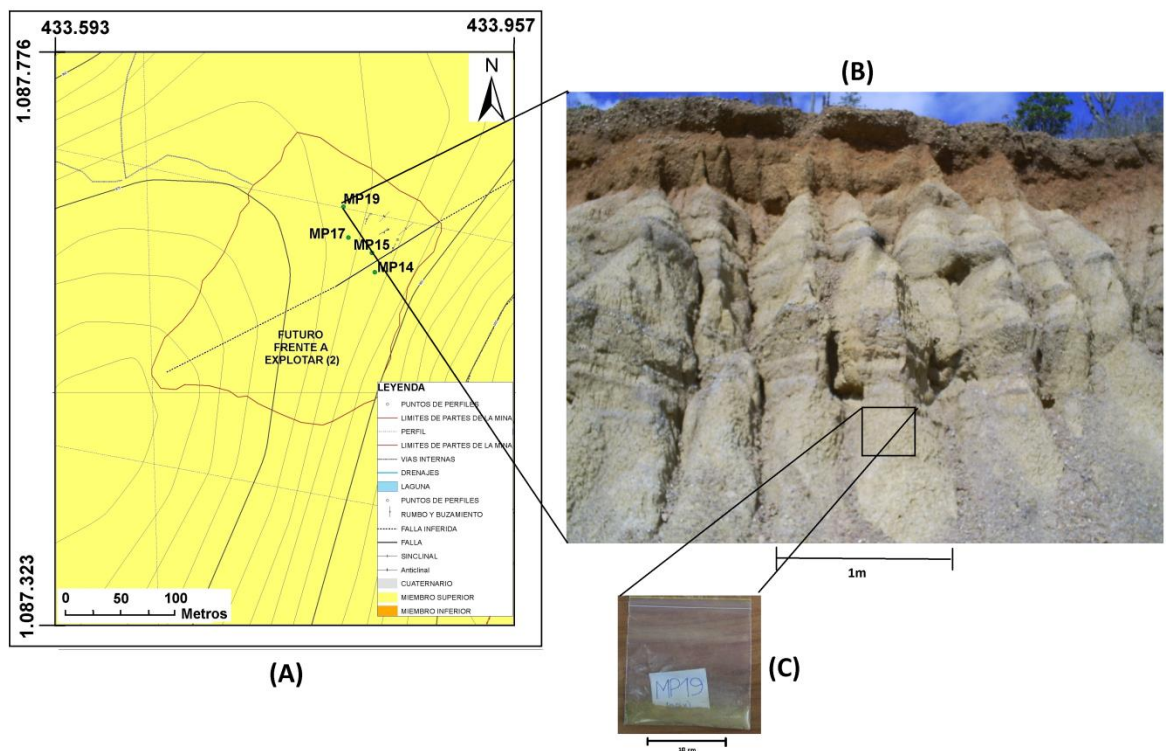 433.593
433.957
1.087.776
1.087.323
N
MP19
MP17
MP15
MP14
FUTURO
FRENTE A
EXPLOTAR (2)
LEYENDA
PUNTOS DE PERFILES
LIMITES DE PARTES DE LA MINA
PERFIL
LIMITES DE PARTES DE LA MINA
VIAS INTERNAS
DRENAJES
LAGUNA
PUNTOS DE PERFILES
RUMBO Y BUZAMIENTO
FALLA INFERIDA
FALLA
SINCLINAL
Anticlinal
CUATERNARIO
MIEMBRO SUPERIOR
MIEMBRO INFERIOR
0 50 100
Metros
(A)
(B)
1m
MP19
(C)
10 cm